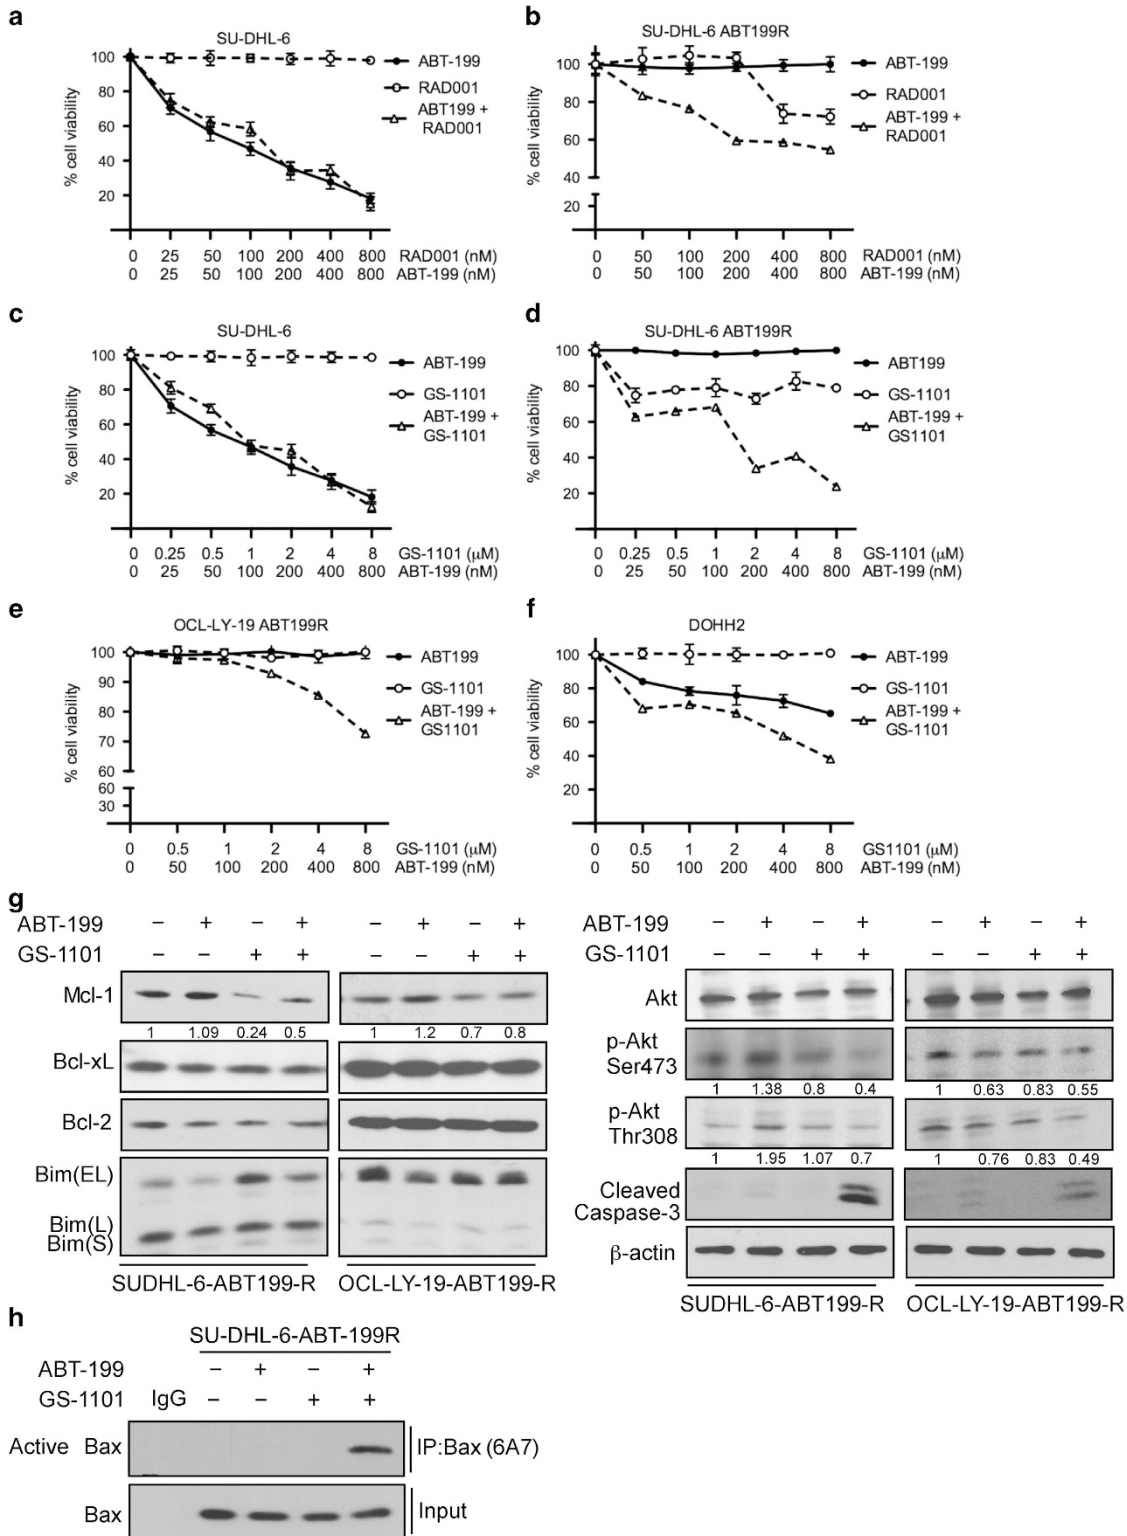 a
SU-DHL-6
100
80
60
40
20
% cell viability
ABT-199
RAD001
ABT199 +
RAD001
0 25 50 100 200 400 800 RAD001 (nM)
0 25 50 100 200 400 800 ABT-199 (nM)
b
SU-DHL-6 ABT199R
100
80
60
40
20
% cell viability
ABT-199
RAD001
ABT-199 +
RAD001
0 50 100 200 400 800 RAD001 (nM)
0 50 100 200 400 800 ABT-199 (nM)
c
SU-DHL-6
100
80
60
40
20
% cell viability
ABT-199
GS-1101
ABT-199 +
GS-1101
0 0.25 0.5 1 2 4 8 GS-1101 (μM)
0 25 50 100 200 400 800 ABT-199 (nM)
d
SU-DHL-6 ABT199R
100
80
60
40
20
% cell viability
ABT199
GS-1101
ABT-199 +
GS1101
0 0.25 0.5 1 2 4 8 GS-1101 (μM)
0 25 50 100 200 400 800 ABT-199 (nM)
e
OCL-LY-19 ABT199R
100
90
80
70
60
60
30
% cell viability
ABT199
GS-1101
ABT-199 +
GS1101
0 0.5 1 2 4 8 GS-1101 (μM)
0 50 100 200 400 800 ABT-199 (nM)
f
DOHH2
100
80
60
40
20
% cell viability
ABT-199
GS-1101
ABT-199 +
GS-1101
0 0.5 1 2 4 8 GS1101 (μM)
0 50 100 200 400 800 ABT-199 (nM)
g
ABT-199 – + – + – + – +
GS-1101 – – + + – – + +
Mcl-1
1 1.09 0.24 0.5 1 1.2 0.7 0.8
Bcl-xL
Bcl-2
Bim(EL)
Bim(L)
Bim(S)
SUDHL-6-ABT199-R OCL-LY-19-ABT199-R
ABT-199 – + – + – + – +
GS-1101 – – + + – – + +
Akt
p-Akt
Ser473
1 1.38 0.8 0.4 1 0.63 0.83 0.55
p-Akt
Thr308
1 1.95 1.07 0.7 1 0.76 0.83 0.49
Cleaved
Caspase-3
β-actin
SUDHL-6-ABT199-R OCL-LY-19-ABT199-R
h
SU-DHL-6-ABT-199R
ABT-199 – + – +
GS-1101 IgG – – + +
Active Bax IP:Bax (6A7)
Bax Input